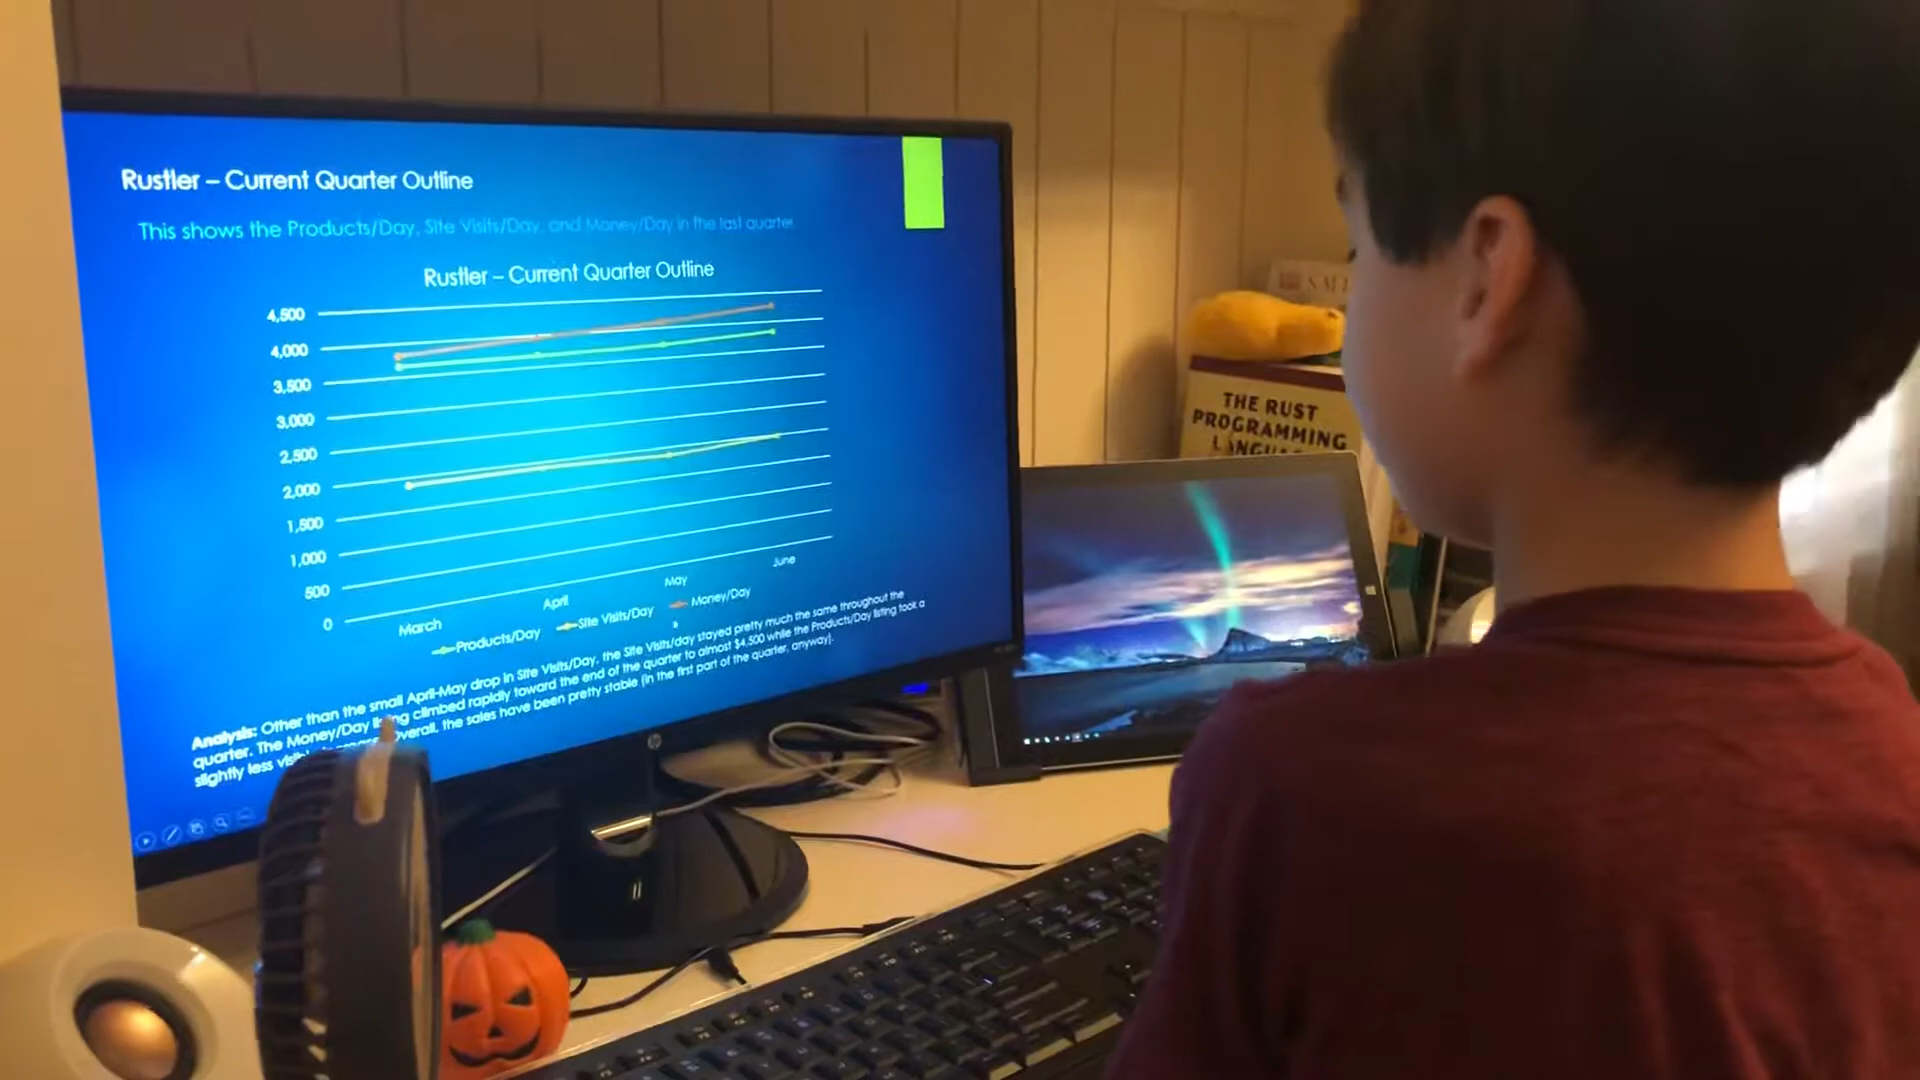 Rustler – Current Quarter Outline
This shows the Products/Day, Site Visits/Day, and Money/Day in the last quarter.
Rustler – Current Quarter Outline
4,500
4,000
3,500
3,000
2,500
2,000
1,500
1,000
500
0
March
April
May
June
Products/Day
Site Visits/Day
Money/Day
Analysis: Other than the small April-May drop in Site Visits/Day, the Site Visits/day stayed pretty much the same throughout the
quarter. The Money/Day listing climbed rapidly toward the end of the quarter to almost $4,500 while the Products/Day listing took a
slightly less overall, the sales have been pretty stable (in the first part of the quarter, anyway).
hp
THE RUST
PROGRAMMING